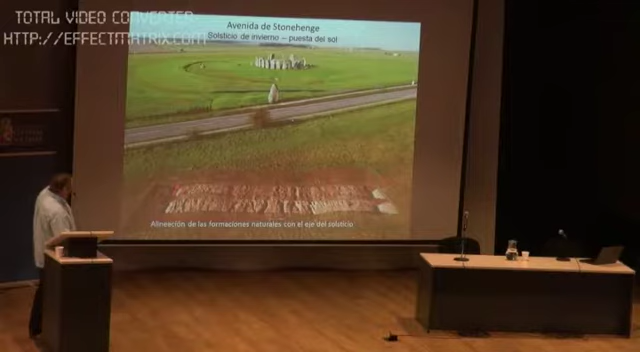 TOTAL VIDEO CONVERTER
HTTP://EFFECTMATRIX.COM
Avenida de Stonehenge
Solsticio de invierno – puesta del sol
Alineación de las formaciones naturales con el eje del solsticio